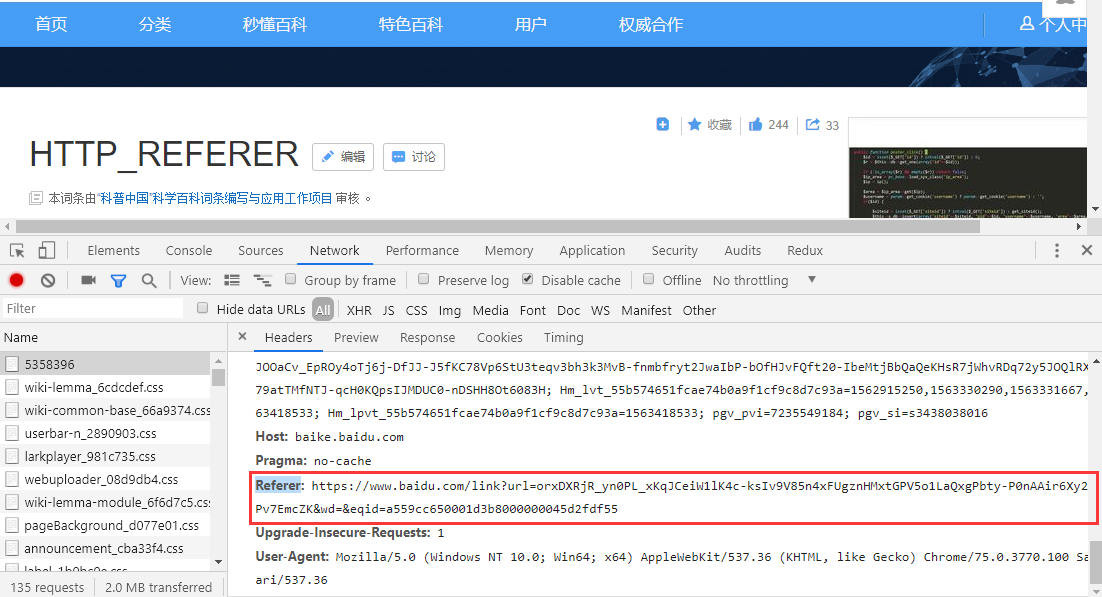 首页 分类 秒懂百科 特色百科 用户 权威合作 个人中
收藏 244 33
HTTP_REFERER 编辑 讨论
本词条由“科普中国”科学百科词条编写与应用工作项目 审核 。
Elements Console Sources Network Performance Memory Application Security Audits Redux
View: Group by frame Preserve log Disable cache Offline No throttling
Filter Hide data URLs All XHR JS CSS Img Media Font Doc WS Manifest Other
Name Headers Preview Response Cookies Timing
5358396
wiki-lemma_6cdcdef.css
wiki-common-base_66a9374.css
userbar-n_2890903.css
larkplayer_981c735.css
webuploader_08d9db4.css
wiki-lemma-module_6f6d7c5.css
pageBackground_d077e01.css
announcement_cba33f4.css
135 requests 2.0 MB transferred
JOOaCv_EpROy4oTj6j-DfJJ-J5fKC78Vp6StU3teqv3bh3k3MvB-fnmbfryt2JwaIbP-bOfHJvFQft20-IbeMtjBbQaQeKHsR7jWhvRDq72y5JOQlRX
79atTMfNTJ-qcH0KQpsIJMDUC0-nDSHH8Ot6083H; Hm_lvt_55b574651fcae74b0a9f1cf9c8d7c93a=1562915250,1563330290,1563331667,
63418533; Hm_lpvt_55b574651fcae74b0a9f1cf9c8d7c93a=1563418533; pgv_pvi=7235549184; pgv_si=s3438038016
Host: baike.baidu.com
Pragma: no-cache
Referer: https://www.baidu.com/link?url=orxDXRjR_yn0PL_xKqJCeiW1lK4c-ksIv9V85n4xFUgznHMxtGPV5o1LaQxgPbty-P0nAAir6Xy2
Pv7EmcZK&wd=&eqid=a559cc650001d3b8000000045d2fdf55
Upgrade-Insecure-Requests: 1
User-Agent: Mozilla/5.0 (Windows NT 10.0; Win64; x64) AppleWebKit/537.36 (KHTML, like Gecko) Chrome/75.0.3770.100 Sa
ari/537.36